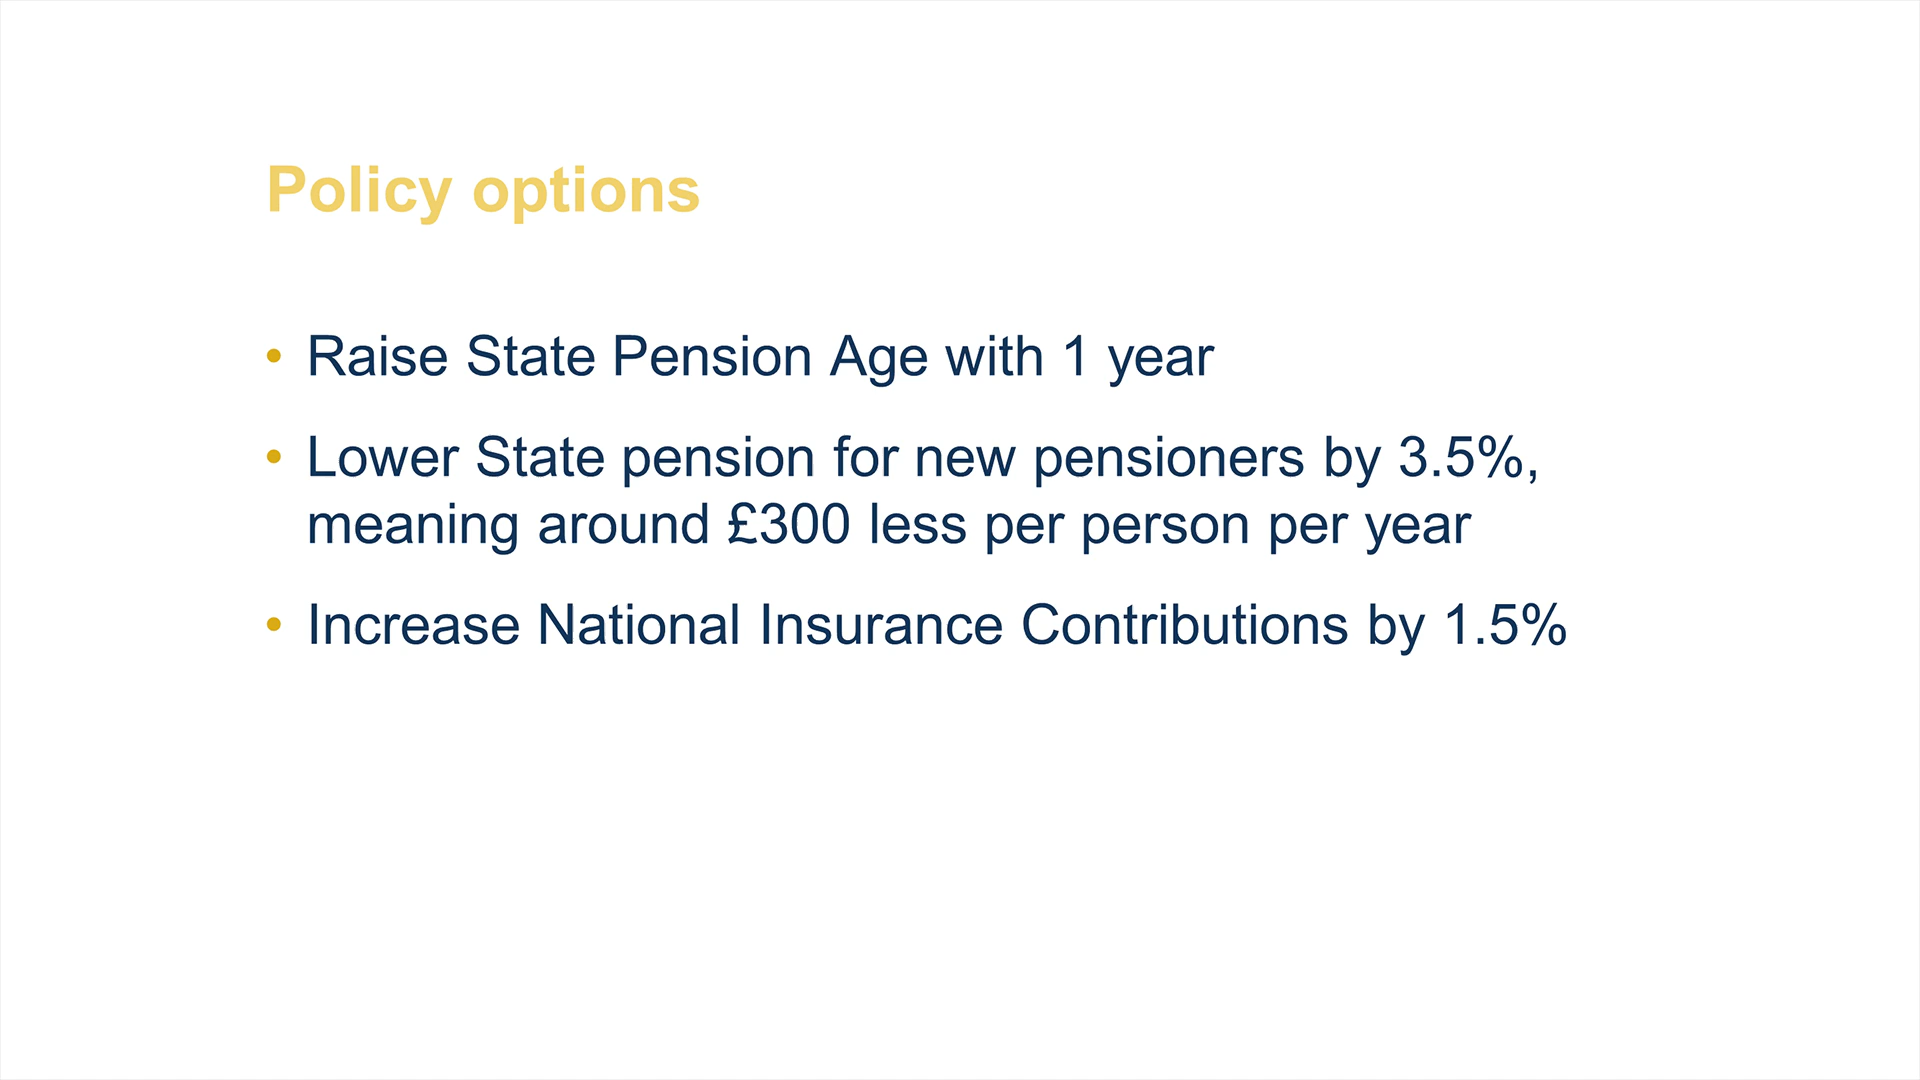 Policy options
• Raise State Pension Age with 1 year
• Lower State pension for new pensioners by 3.5%,
meaning around £300 less per person per year
• Increase National Insurance Contributions by 1.5%